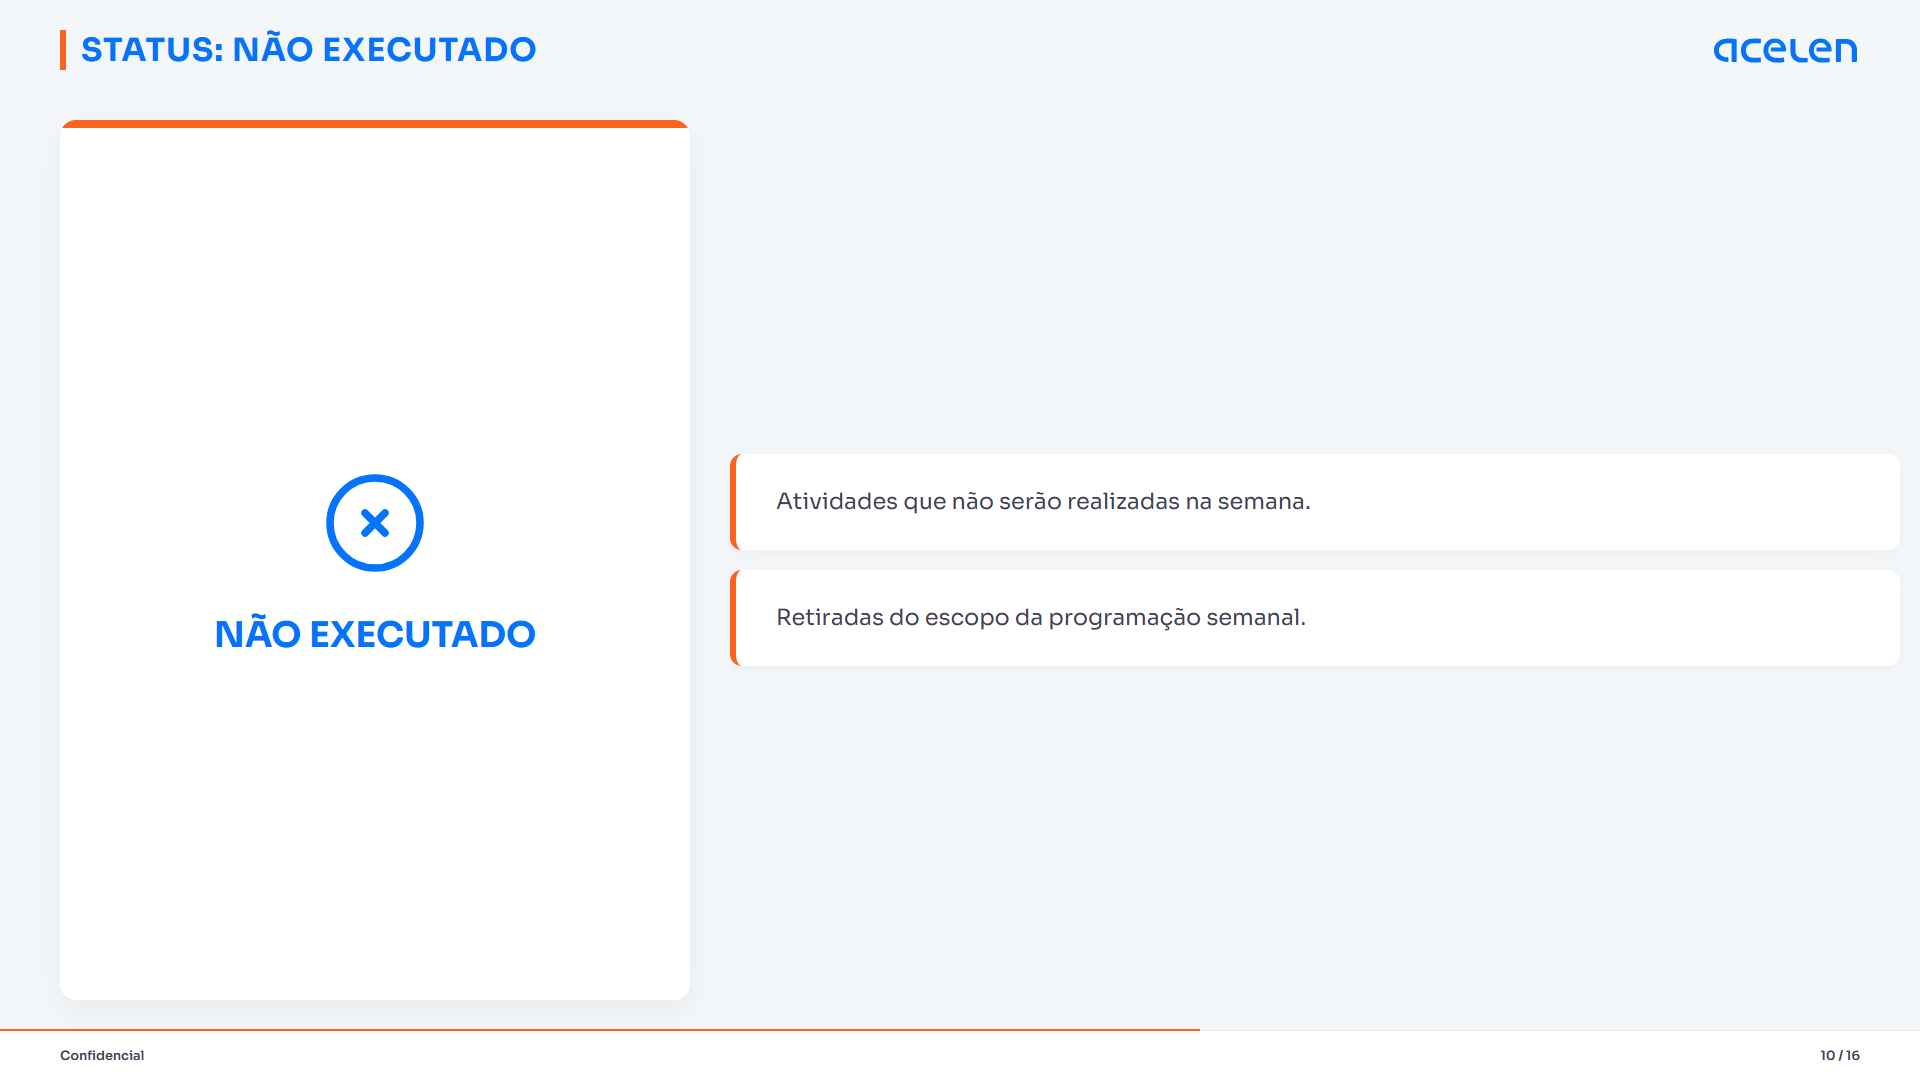 STATUS: NÃO EXECUTADO
acelen
NÃO EXECUTADO
Atividades que não serão realizadas na semana.
Retiradas do escopo da programação semanal.
Confidencial
10 / 16